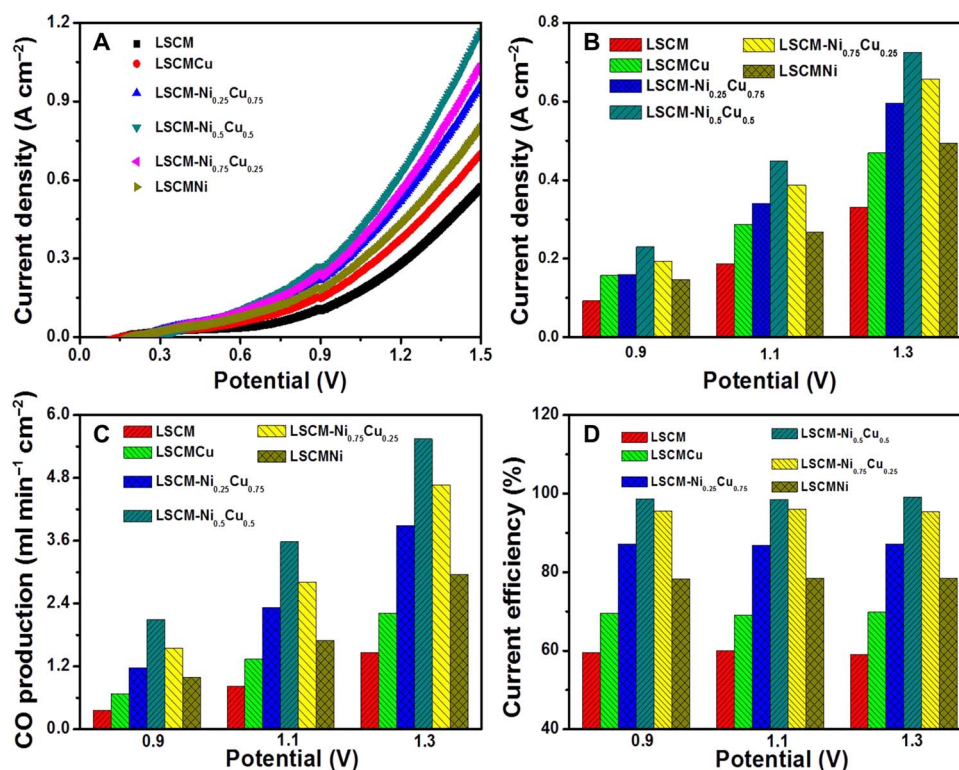 A
LSCM
LSCMCu
LSCM-Ni0.25Cu0.75
LSCM-Ni0.5Cu0.5
LSCM-Ni0.75Cu0.25
LSCMNi
1.2
0.9
0.6
0.3
0.0
Current density (A cm−2)
0.0 0.3 0.6 0.9 1.2 1.5
Potential (V)
B
LSCM
LSCMCu
LSCM-Ni0.25Cu0.75
LSCM-Ni0.5Cu0.5
LSCM-Ni0.75Cu0.25
LSCMNi
0.8
0.6
0.4
0.2
0.0
Current density (A cm−2)
0.9 1.1 1.3
Potential (V)
C
LSCM
LSCMCu
LSCM-Ni0.25Cu0.75
LSCM-Ni0.5Cu0.5
LSCM-Ni0.75Cu0.25
LSCMNi
6.0
4.8
3.6
2.4
1.2
0.0
CO production (ml min−1 cm−2)
0.9 1.1 1.3
Potential (V)
D
LSCM
LSCMCu
LSCM-Ni0.25Cu0.75
LSCM-Ni0.5Cu0.5
LSCM-Ni0.75Cu0.25
LSCMNi
120
100
80
60
40
Current efficiency (%)
0.9 1.1 1.3
Potential (V)